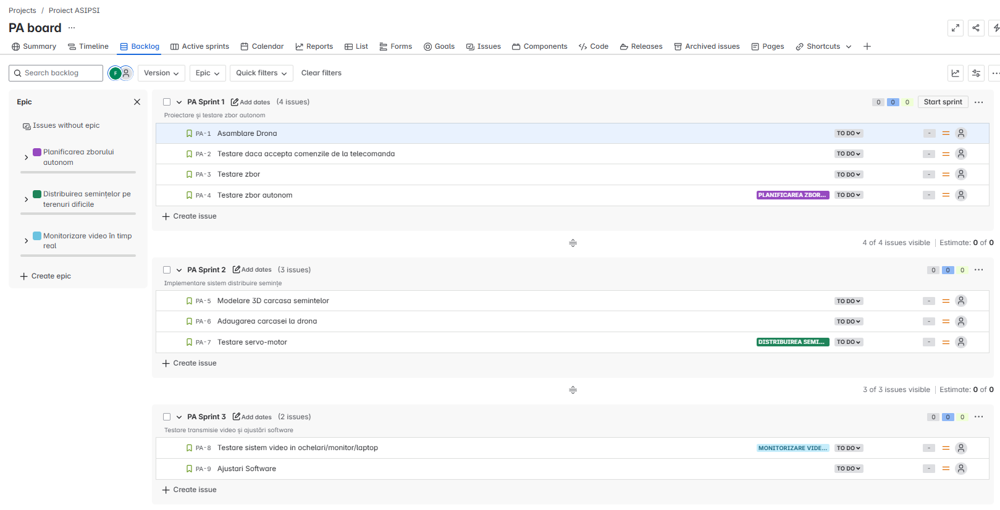 Projects / Proiect ASIPSI
PA board ...
Summary Timeline Backlog Active sprints Calendar Reports List Forms Goals Issues Components Code Releases Archived issues Pages Shortcuts
Search backlog F Version Epic Quick filters Clear filters
Epic
Issues without epic
Planificarea zborului
autonom
Distribuirea semințelor pe
terenuri dificile
Monitorizare video în timp
real
Create epic
PA Sprint 1 Add dates (4 issues) 0 0 0 Start sprint ...
Proiectare și testare zbor autonom
PA-1 Asamblare Drona TO DO -
PA-2 Testare daca accepta comenzile de la telecomanda TO DO -
PA-3 Testare zbor TO DO -
PA-4 Testare zbor autonom PLANIFICAREA ZBOR... TO DO -
Create issue
4 of 4 issues visible Estimate: 0 of 0
PA Sprint 2 Add dates (3 issues) 0 0 0 ...
Implementare sistem distribuire semințe
PA-5 Modelare 3D carcasa semintelor TO DO -
PA-6 Adaugarea carcasei la drona TO DO -
PA-7 Testare servo-motor DISTRIBUIREA SEMI... TO DO -
Create issue
3 of 3 issues visible Estimate: 0 of 0
PA Sprint 3 Add dates (2 issues) 0 0 0 ...
Testare transmisie video și ajustări software
PA-8 Testare sistem video in ochelari/monitor/laptop MONITORIZARE VIDE... TO DO -
PA-9 Ajustari Software TO DO -
Create issue